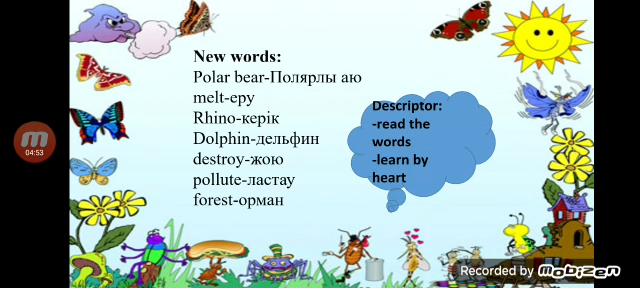 New words:
Polar bear-Полярлы аю
melt-еру
Rhino-керік
Dolphin-дельфин
destroy-жою
pollute-ластау
forest-орман
Descriptor:
-read the
words
-learn by
heart
04:53
Recorded by mobizen